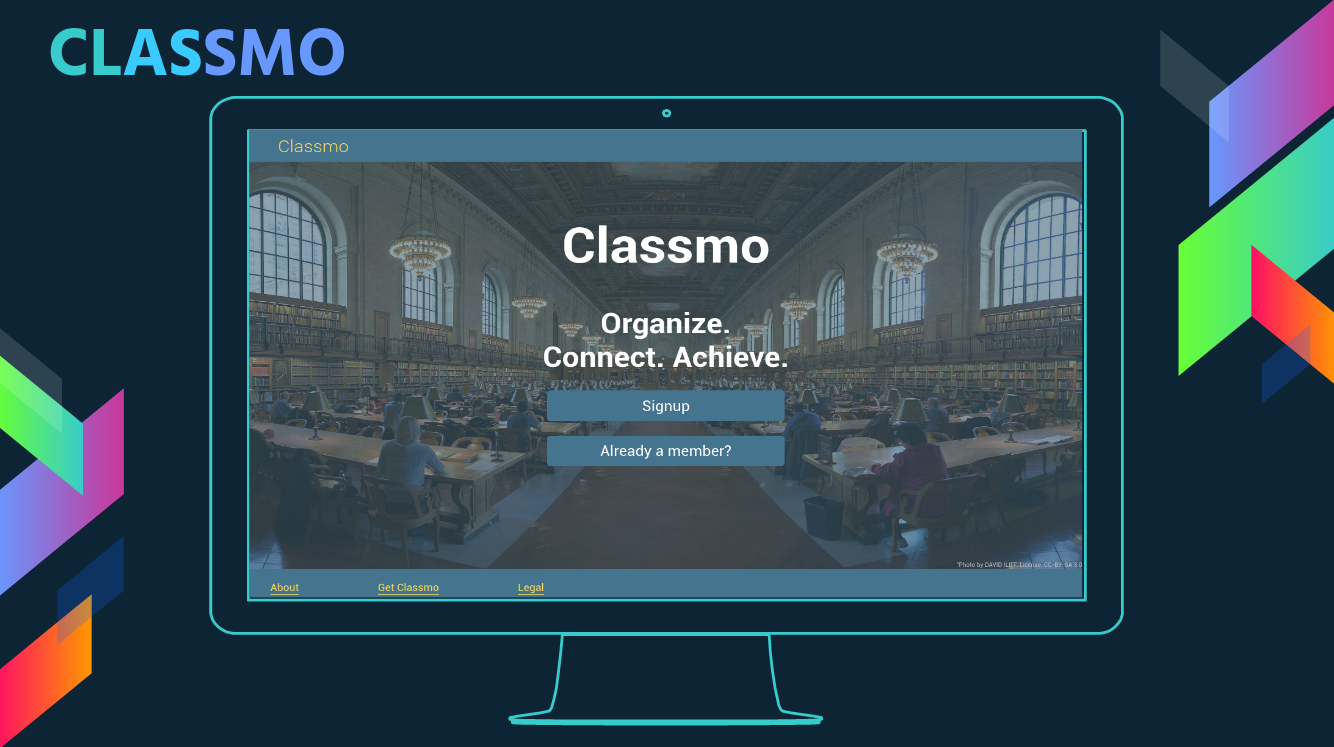 CLASSMO
Classmo
Classmo
Organize.
Connect. Achieve.
Signup
Already a member?
"Photo by DAVID ILIFF. License: CC-BY-SA 3.0
About
Get Classmo
Legal